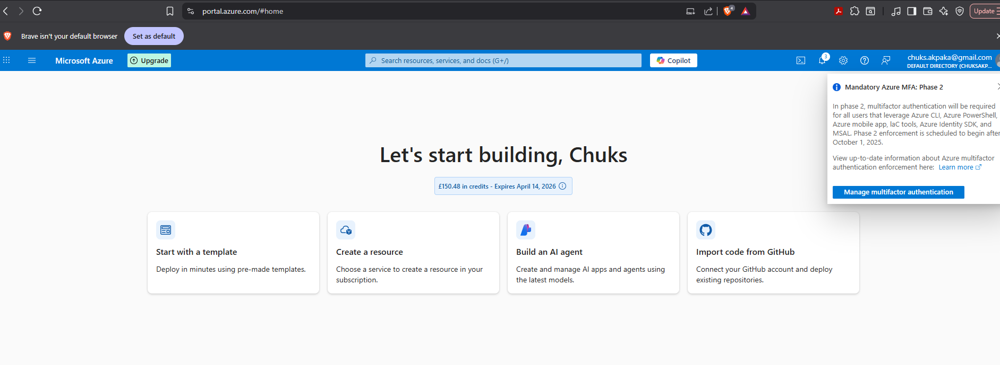 portal.azure.com/#home
4
Update
Brave isn't your default browser
Set as default
Microsoft Azure
Upgrade
Search resources, services, and docs (G+/)
Copilot
3
chuks.akpaka@gmail.com
DEFAULT DIRECTORY (CHUKSAKP...
Mandatory Azure MFA: Phase 2
In phase 2, multifactor authentication will be required
for all users that leverage Azure CLI, Azure PowerShell,
Azure mobile app, IaC tools, Azure Identity SDK, and
MSAL. Phase 2 enforcement is scheduled to begin after
October 1, 2025.
View up-to-date information about Azure multifactor
authentication enforcement here: Learn more
Manage multifactor authentication
Let's start building, Chuks
£150.48 in credits - Expires April 14, 2026
Start with a template
Deploy in minutes using pre-made templates.
Create a resource
Choose a service to create a resource in your
subscription.
Build an AI agent
Create and manage AI apps and agents using
the latest models.
Import code from GitHub
Connect your GitHub account and deploy
existing repositories.